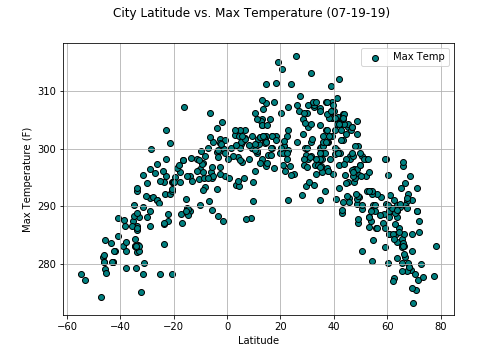 City Latitude vs. Max Temperature (07-19-19)
Max Temp
Max Temperature (F)
310
300
290
280
−60 −40 −20 0 20 40 60 80
Latitude